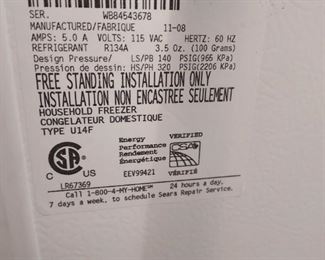 SER. WB84543678
MANUFACTURED/FABRIQUE 11-08
AMPS: 5.0 A VOLTS: 115 VAC HERTZ: 60 HZ
REFRIGERANT R134A 3.5 Oz. (100 Grams)
Design Pressure/ LS/PB 140 PSIG(965 KPa)
Pression de dessin- HS/PH 320 PSIG(2206 KPa)
FREE STANDING INSTALLATION ONLY
INSTALLATION NON ENCASTREE SEULEMENT
HOUSEHOLD FREEZER
CONGELATEUR DOMESTIQUE
TYPE U14F
Energy VERIFIED
Performance
Rendement
Énergétique
CSA
EEV99421 VÉRIFIÉ
C US
LR67369
Call 1-800-4-MY-HOME℠ 24 hours a day,
7 days a week, to schedule Sears Repair Service.